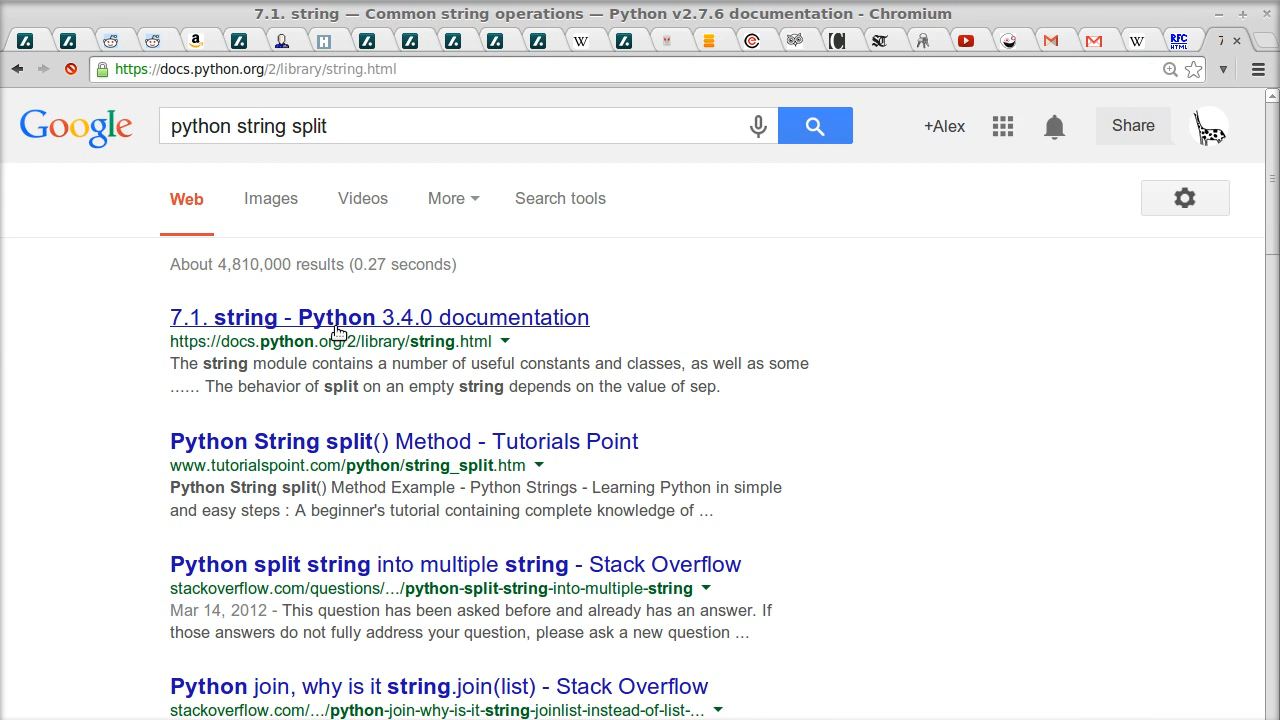 7.1. string — Common string operations — Python v2.7.6 documentation - Chromium
https://docs.python.org/2/library/string.html
Google
python string split
+Alex
Share
Web
Images
Videos
More
Search tools
About 4,810,000 results (0.27 seconds)
7.1. string - Python 3.4.0 documentation
https://docs.python.org/2/library/string.html
The string module contains a number of useful constants and classes, as well as some
...... The behavior of split on an empty string depends on the value of sep.
Python String split() Method - Tutorials Point
www.tutorialspoint.com/python/string_split.htm
Python String split() Method Example - Python Strings - Learning Python in simple
and easy steps : A beginner's tutorial containing complete knowledge of ...
Python split string into multiple string - Stack Overflow
stackoverflow.com/questions/.../python-split-string-into-multiple-string
Mar 14, 2012 - This question has been asked before and already has an answer. If
those answers do not fully address your question, please ask a new question ...
Python join, why is it string.join(list) - Stack Overflow
stackoverflow.com/.../python-join-why-is-it-string-joinlist-instead-of-list-...